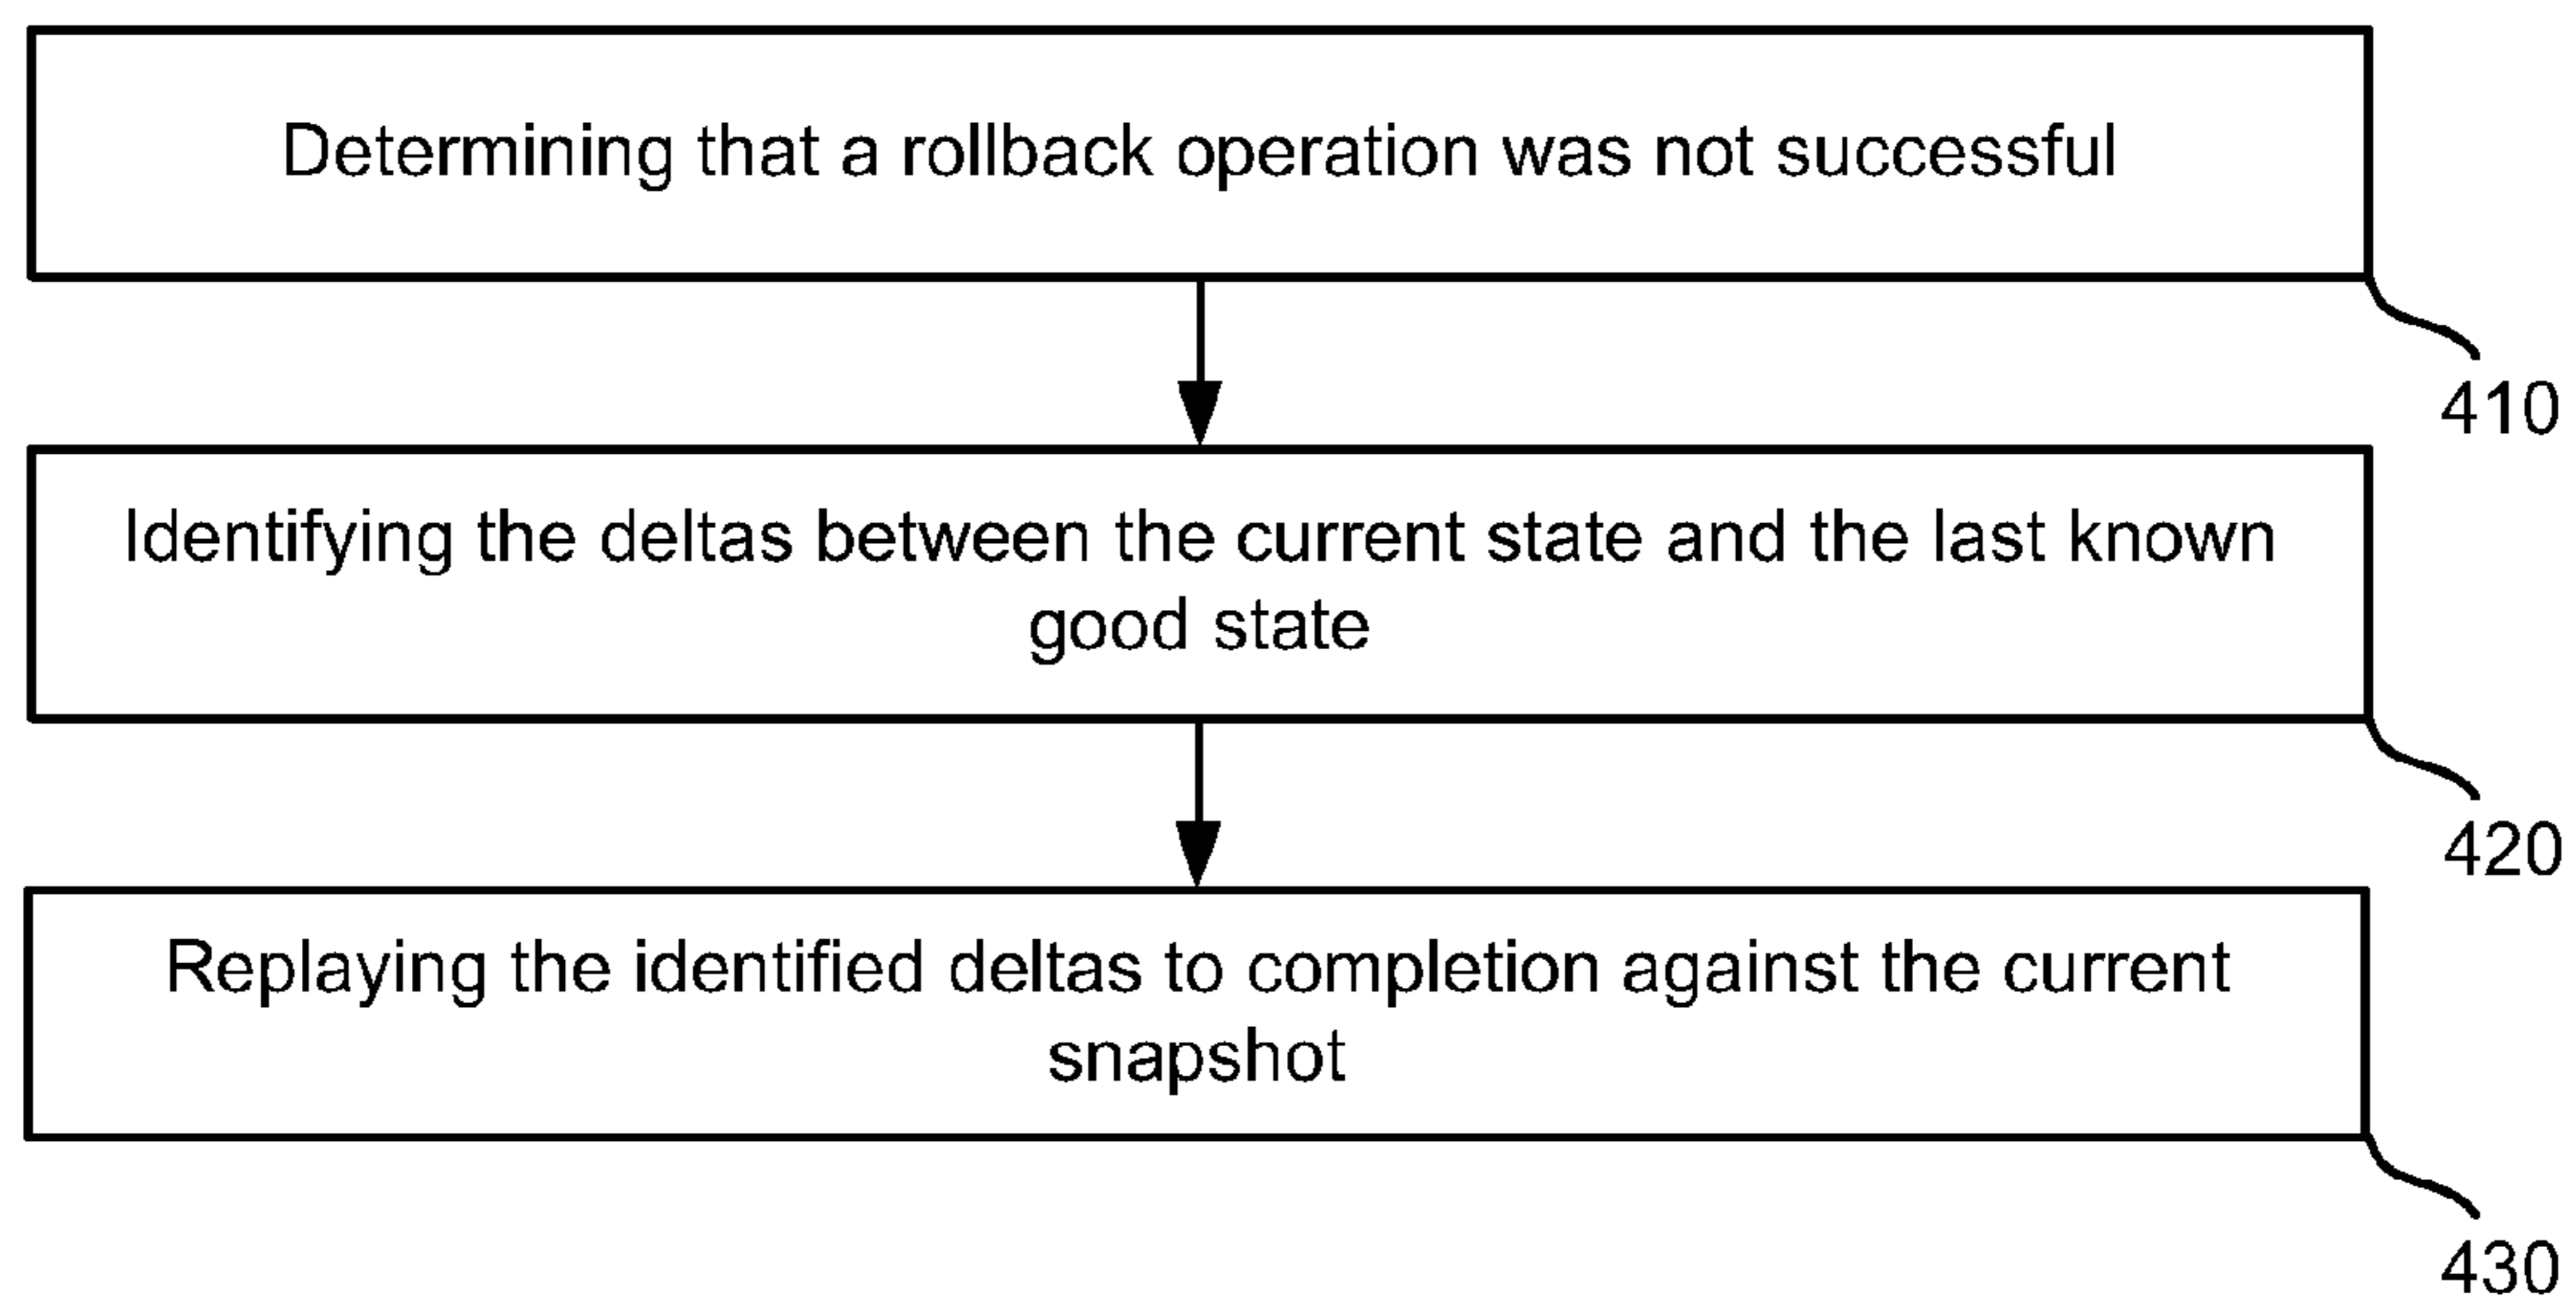 Determining that a rollback operation was not successful
410
Identifying the deltas between the current state and the last known
good state
420
Replaying the identified deltas to completion against the current
snapshot
430